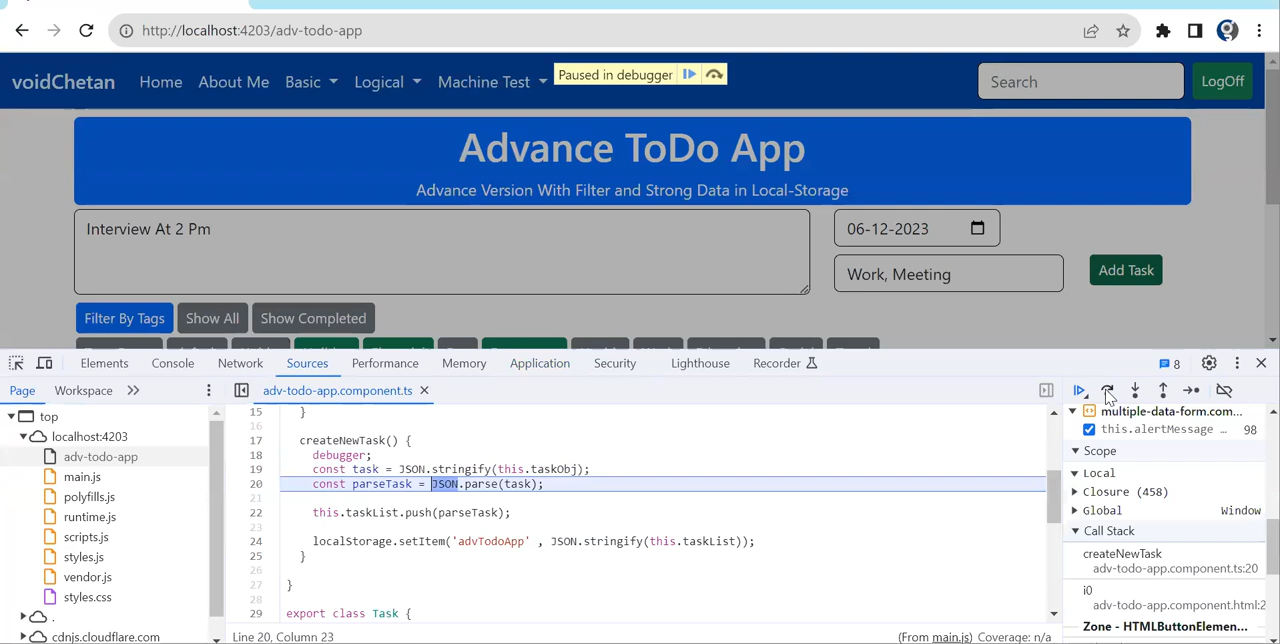 http://localhost:4203/adv-todo-app
voidChetan Home About Me Basic Logical Machine Test Paused in debugger Search LogOff
Advance ToDo App
Advance Version With Filter and Strong Data in Local-Storage
Interview At 2 Pm
06-12-2023
Work, Meeting
Add Task
Filter By Tags Show All Show Completed
Elements Console Network Sources Performance Memory Application Security Lighthouse Recorder 8
Page Workspace adv-todo-app.component.ts
top
localhost:4203
adv-todo-app
main.js
polyfills.js
runtime.js
scripts.js
styles.js
vendor.js
styles.css
.
cdnjs.cloudflare.com
15 }
16
17 createNewTask() {
18 debugger;
19 const task = JSON.stringify(this.taskObj);
20 const parseTask = JSON.parse(task);
21
22 this.taskList.push(parseTask);
23
24 localStorage.setItem('advTodoApp' , JSON.stringify(this.taskList));
25 }
26
27 }
28
29 export class Task {
Line 20, Column 23 (From main.js) Coverage: n/a
multiple-data-form.com…
this.alertMessage … 98
Scope
Local
Closure (458)
Global Window
Call Stack
createNewTask
adv-todo-app.component.ts:20
i0
adv-todo-app.component.html:2
Zone - HTMLButtonElemen…